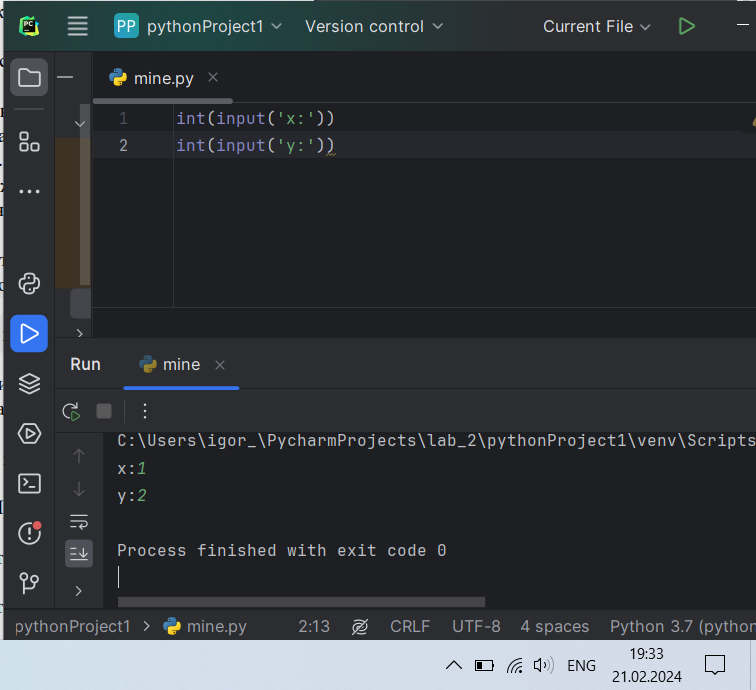 PC
PP pythonProject1 Version control Current File
mine.py
1 int(input('x:'))
2 int(input('y:'))
Run mine
C:\Users\igor_\PycharmProjects\lab_2\pythonProject1\venv\Scripts
x:1
y:2
Process finished with exit code 0
pythonProject1 > mine.py 2:13 CRLF UTF-8 4 spaces Python 3.7 (python
ENG 19:33
21.02.2024